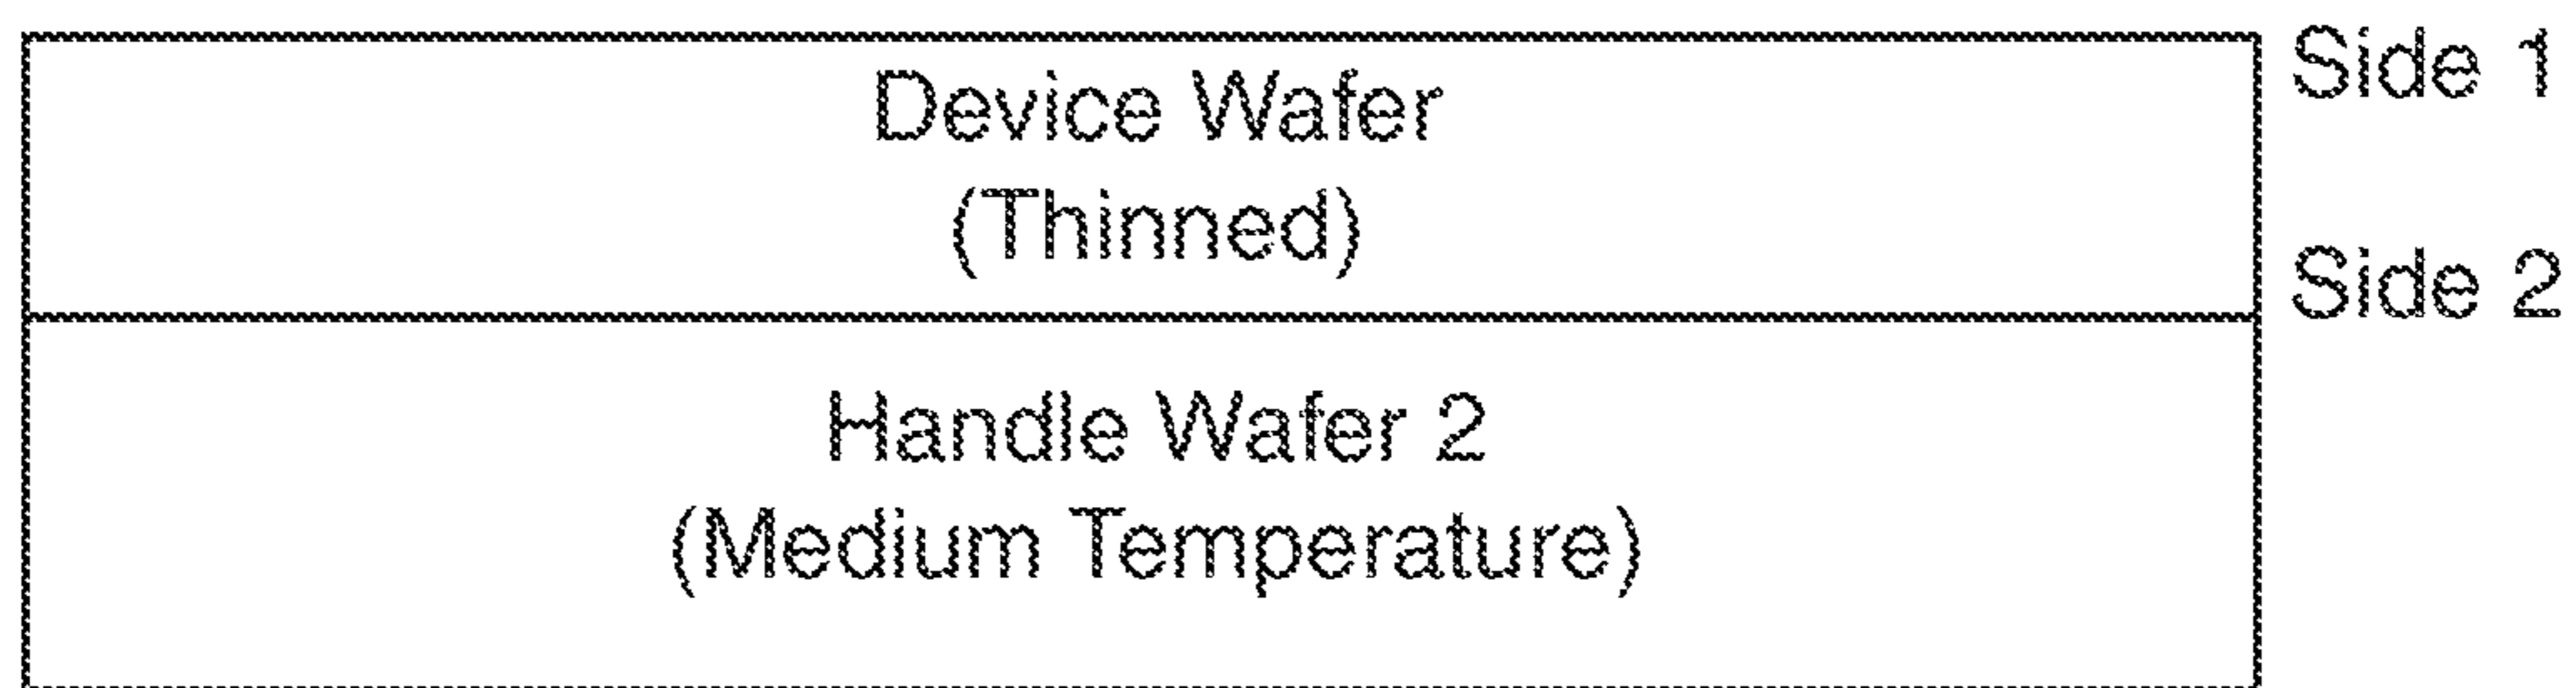 Device Wafer
(Thinned)
Side 1
Side 2
Handle Wafer 2
(Medium Temperature)